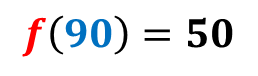 f(90) = 50